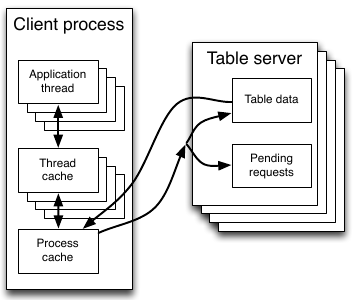 Client process
Application
thread
Thread
cache
Process
cache
Table server
Table data
Pending
requests